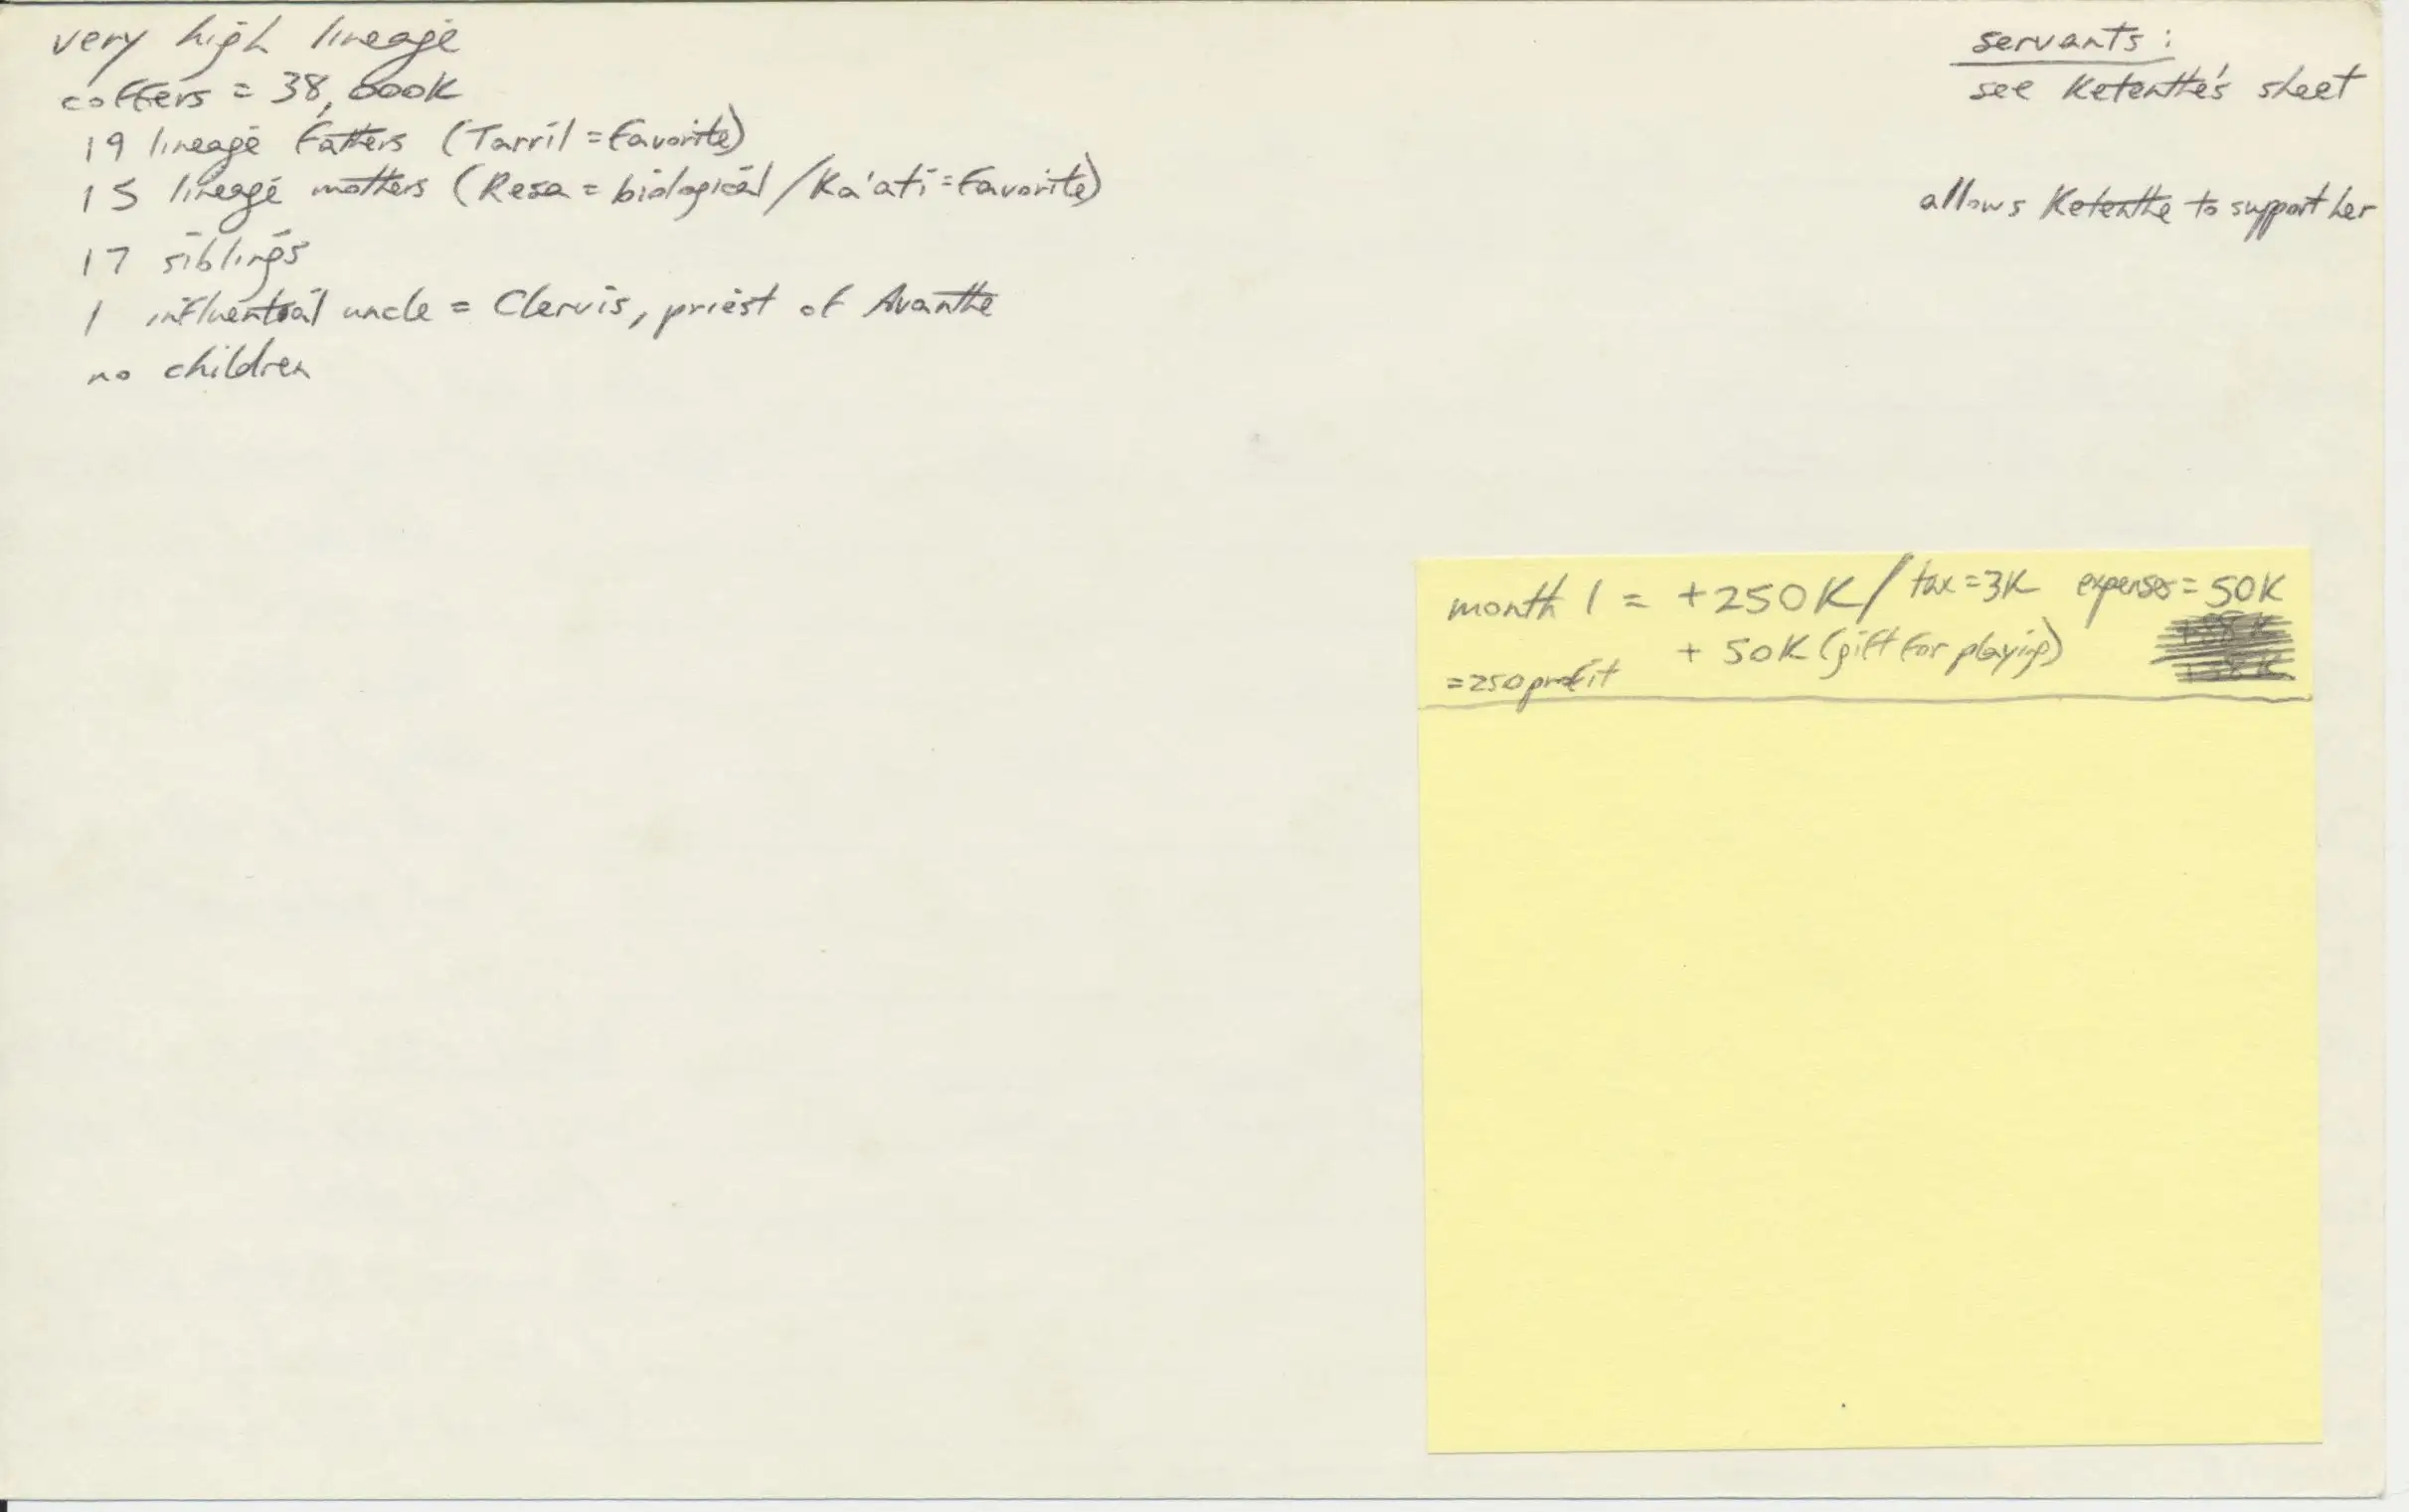 very high lineage
coffers = 38,000K
19 lineage fathers (Tarril = favorite)
15 lineage mothers (Resa = biological / Ka'ati = favorite)
17 siblings
1 influential uncle = Clervis, priest of Avanthe
no children
servants:
see Ketenthe's sheet
allows Ketenthe to support her
month 1 = +250K / tax = 3K expenses = 50K
+ 50K (gift for playing)
= 250 profit